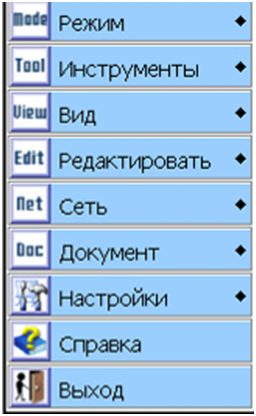 Mode Режим
Tool Инструменты
View Вид
Edit Редактировать
Net Сеть
Doc Документ
Настройки
Справка
Выход